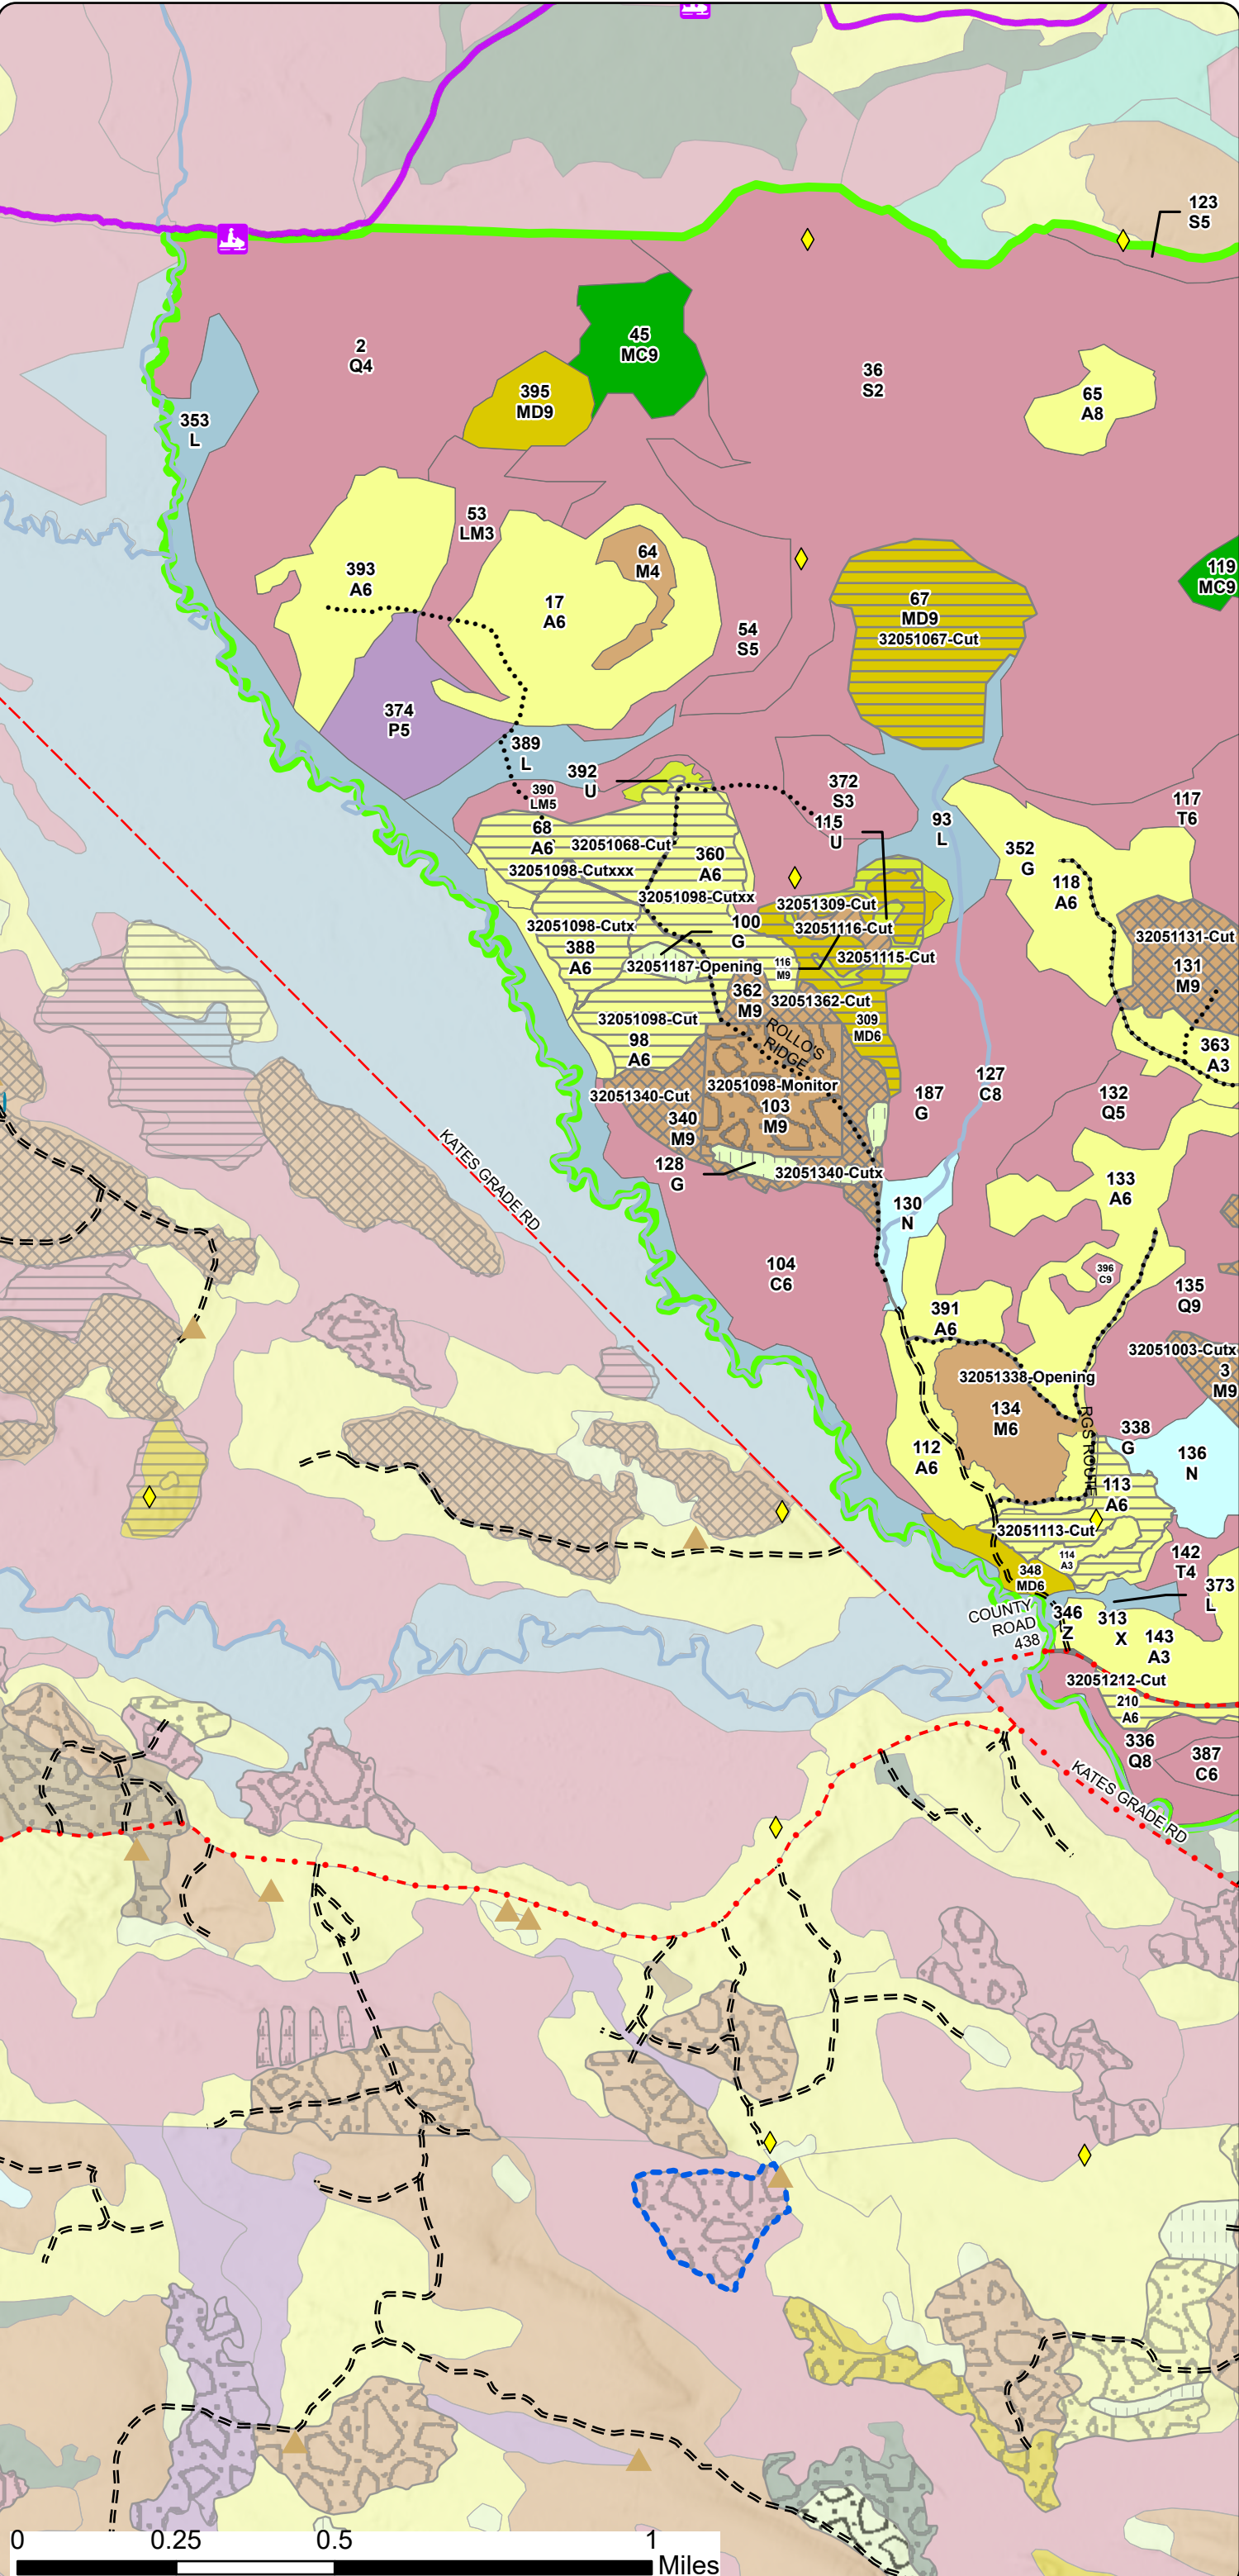 123
S5
2
Q4
45
MC9
36
S2
395
MD9
65
A8
353
L
53
LM3
64
M4
119
MC9
393
A6
17
A6
67
MD9
32051067-Cut
54
S5
374
P5
389
L
392
U
390
LM5
372
S3
115
U
117
T6
93
L
68
A6
32051068-Cut
360
A6
352
G
32051098-Cutxxx
118
A6
32051098-Cutxx
32051309-Cut
32051098-Cutx
100
G
32051116-Cut
32051131-Cut
388
A6
32051187-Opening
116
M9
32051115-Cut
131
M9
362
M9
32051362-Cut
32051098-Cut
309
MD6
98
A6
ROLLO'S
RIDGE
363
A3
32051340-Cut
32051098-Monitor
103
M9
187
G
127
C8
132
Q5
340
M9
128
G
32051340-Cutx
KATES GRADE RD
133
A6
130
N
104
C6
396
C9
135
Q9
391
A6
32051003-Cutx
3
M9
32051338-Opening
134
M6
RGS ROUTE
338
G
136
N
112
A6
113
A6
32051113-Cut
114
A3
142
T4
348
MD6
373
L
COUNTY
ROAD
438
346
Z
313
X
143
A3
32051212-Cut
210
A6
336
Q8
387
C6
KATES GRADE RD
0 0.25 0.5 1
Miles